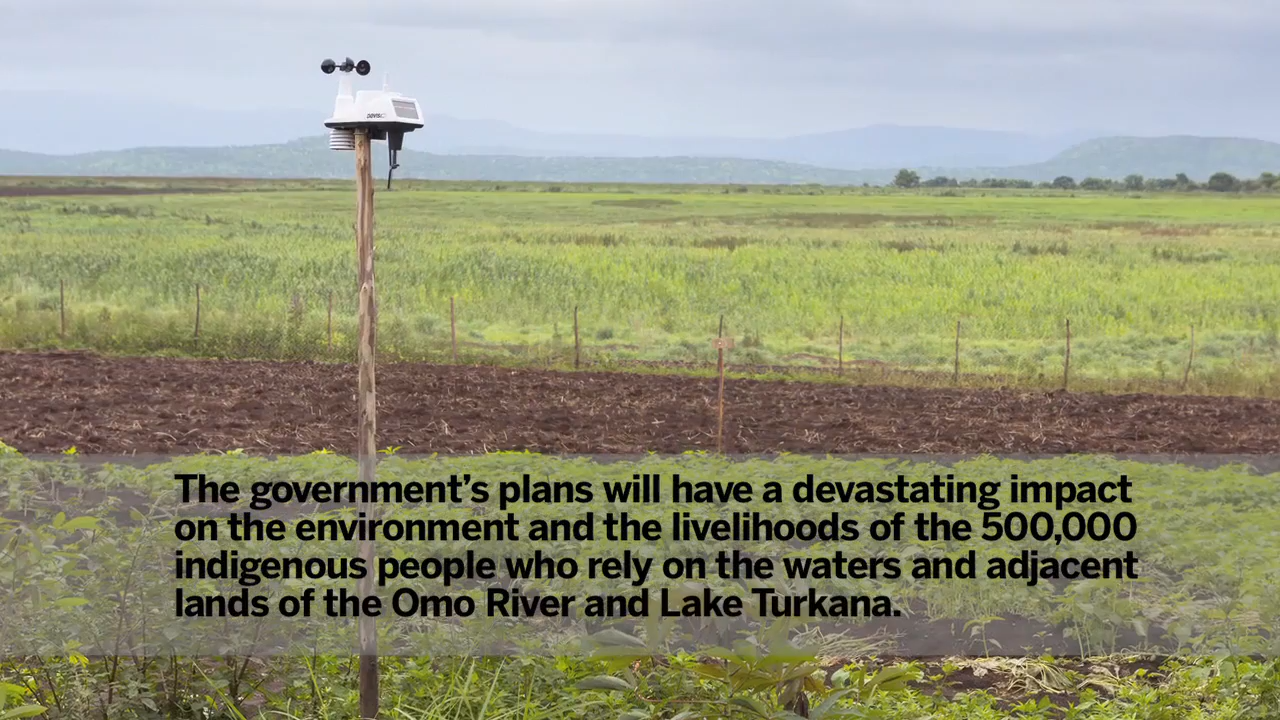 DAVIS
The government's plans will have a devastating impact
on the environment and the livelihoods of the 500,000
indigenous people who rely on the waters and adjacent
lands of the Omo River and Lake Turkana.